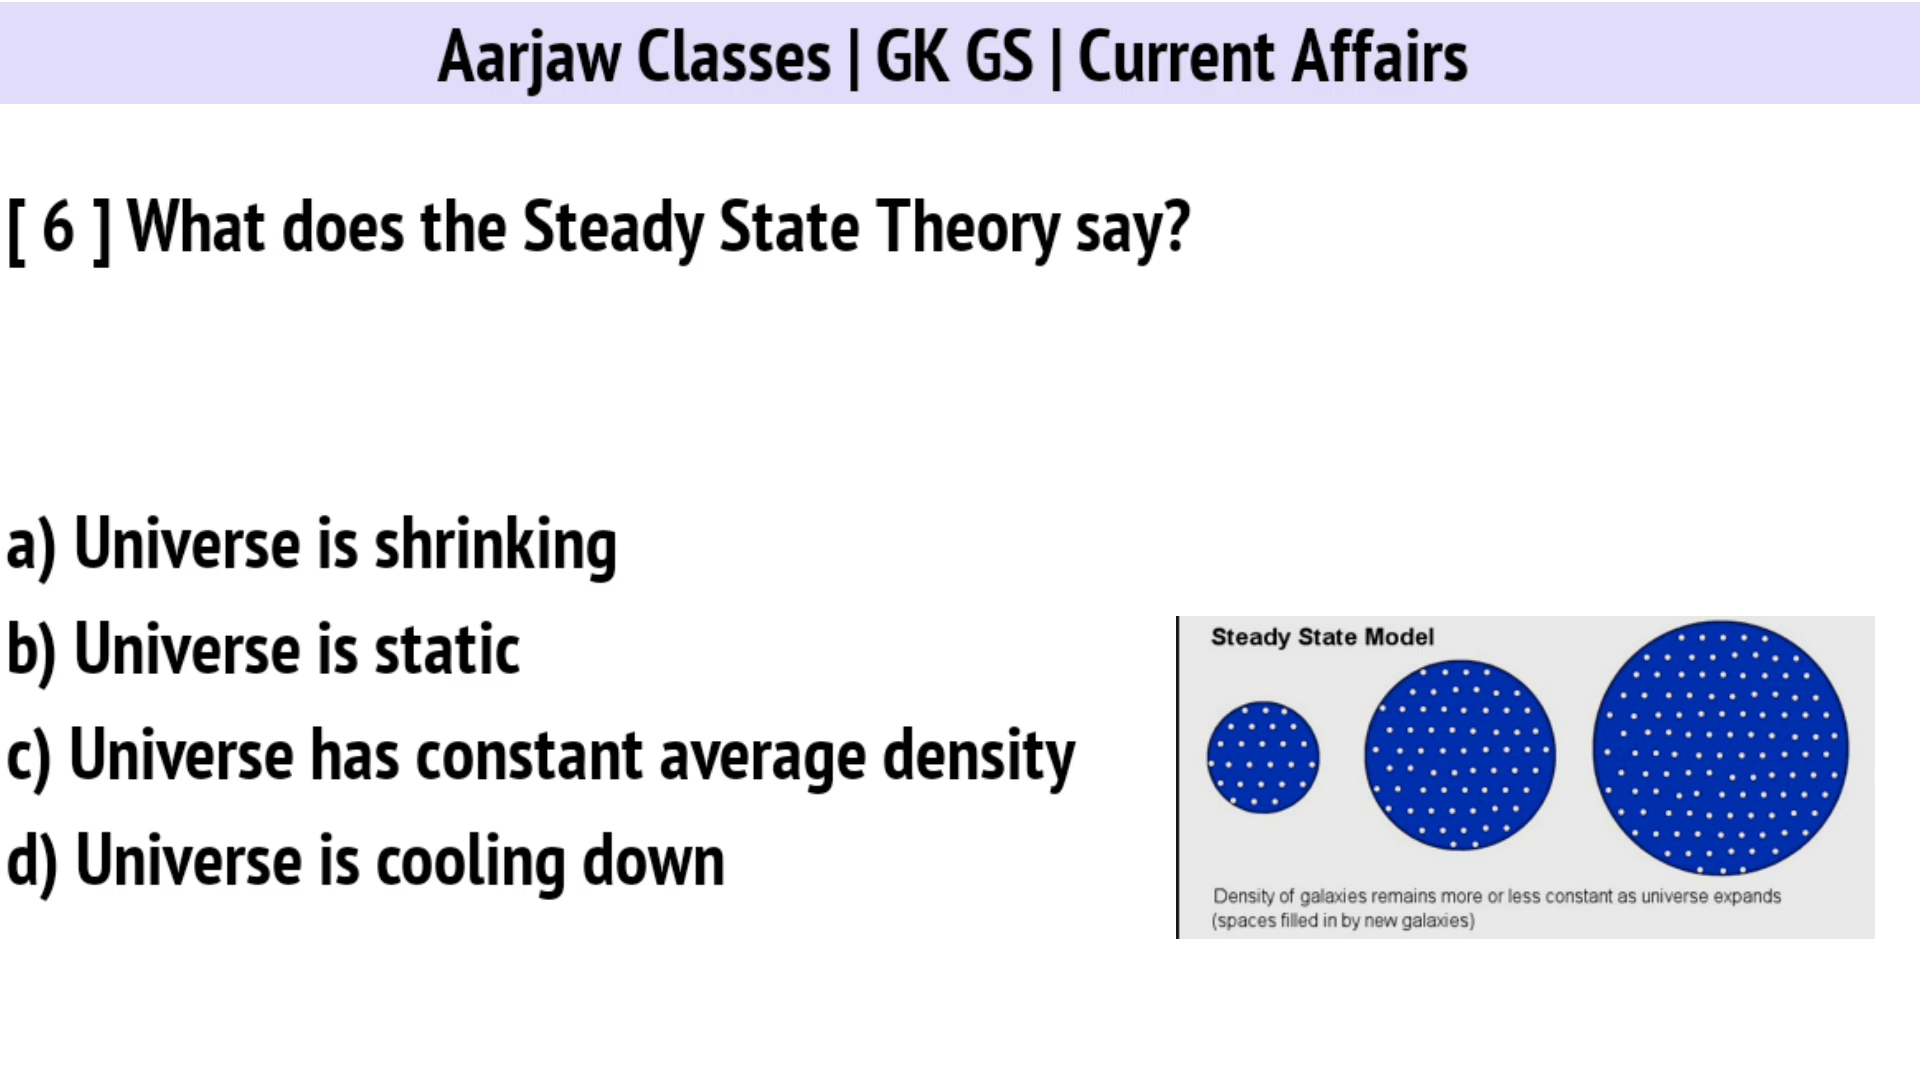 Aarjaw Classes | GK GS | Current Affairs
[ 6 ] What does the Steady State Theory say?
a) Universe is shrinking
b) Universe is static
c) Universe has constant average density
d) Universe is cooling down
Steady State Model
Density of galaxies remains more or less constant as universe expands
(spaces filled in by new galaxies)